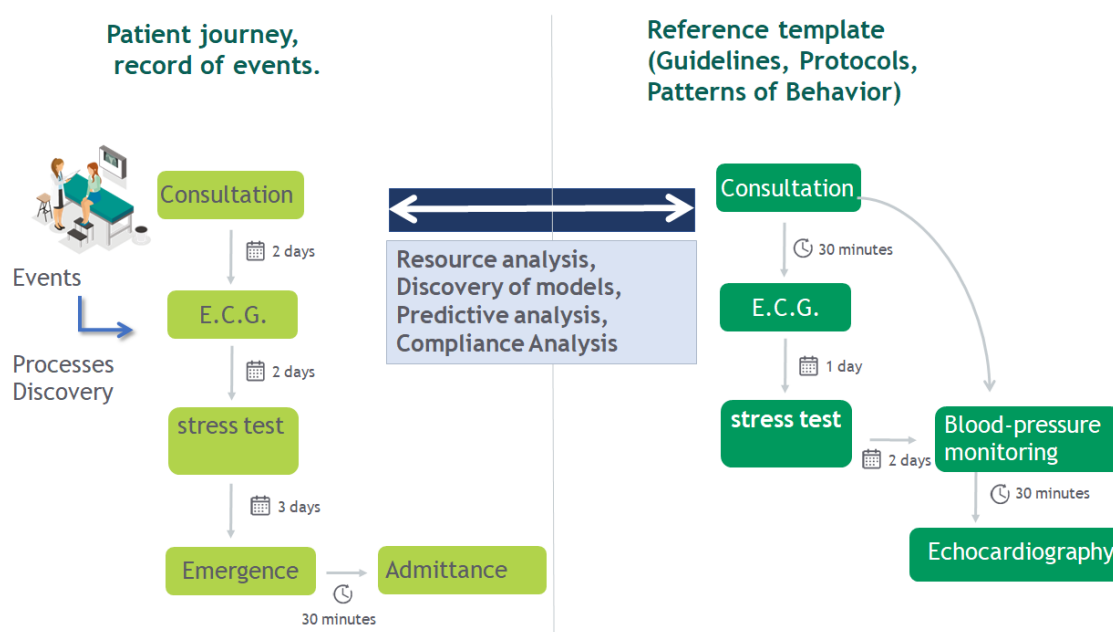 Patient journey,
record of events.
Reference template
(Guidelines, Protocols,
Patterns of Behavior)
Consultation
2 days
Events
E.C.G.
Processes
Discovery
2 days
stress test
3 days
Emergence
Admittance
30 minutes
Resource analysis,
Discovery of models,
Predictive analysis,
Compliance Analysis
Consultation
30 minutes
E.C.G.
1 day
stress test
2 days
Blood-pressure
monitoring
30 minutes
Echocardiography